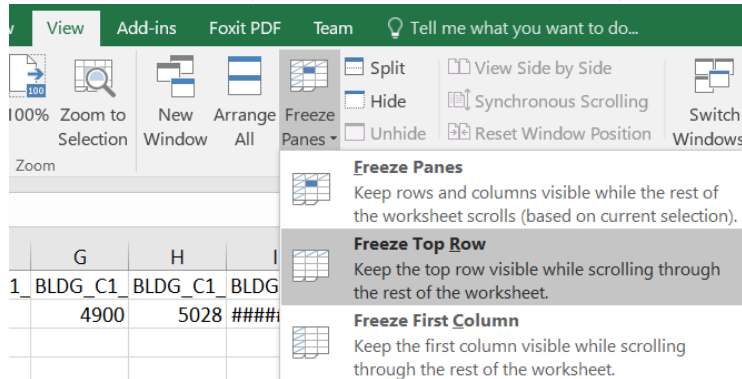 View Add-ins Foxit PDF Team Tell me what you want to do...
100
100% Zoom to Selection
New Window
Arrange All
Freeze Panes
Split
Hide
Unhide
View Side by Side
Synchronous Scrolling
Reset Window Position
Switch Windows
Zoom
Freeze Panes
Keep rows and columns visible while the rest of
the worksheet scrolls (based on current selection).
Freeze Top Row
Keep the top row visible while scrolling through
the rest of the worksheet.
Freeze First Column
Keep the first column visible while scrolling
through the rest of the worksheet.
G H I
1_ BLDG_C1_ BLDG_C1_ BLDG
4900 5028 #####